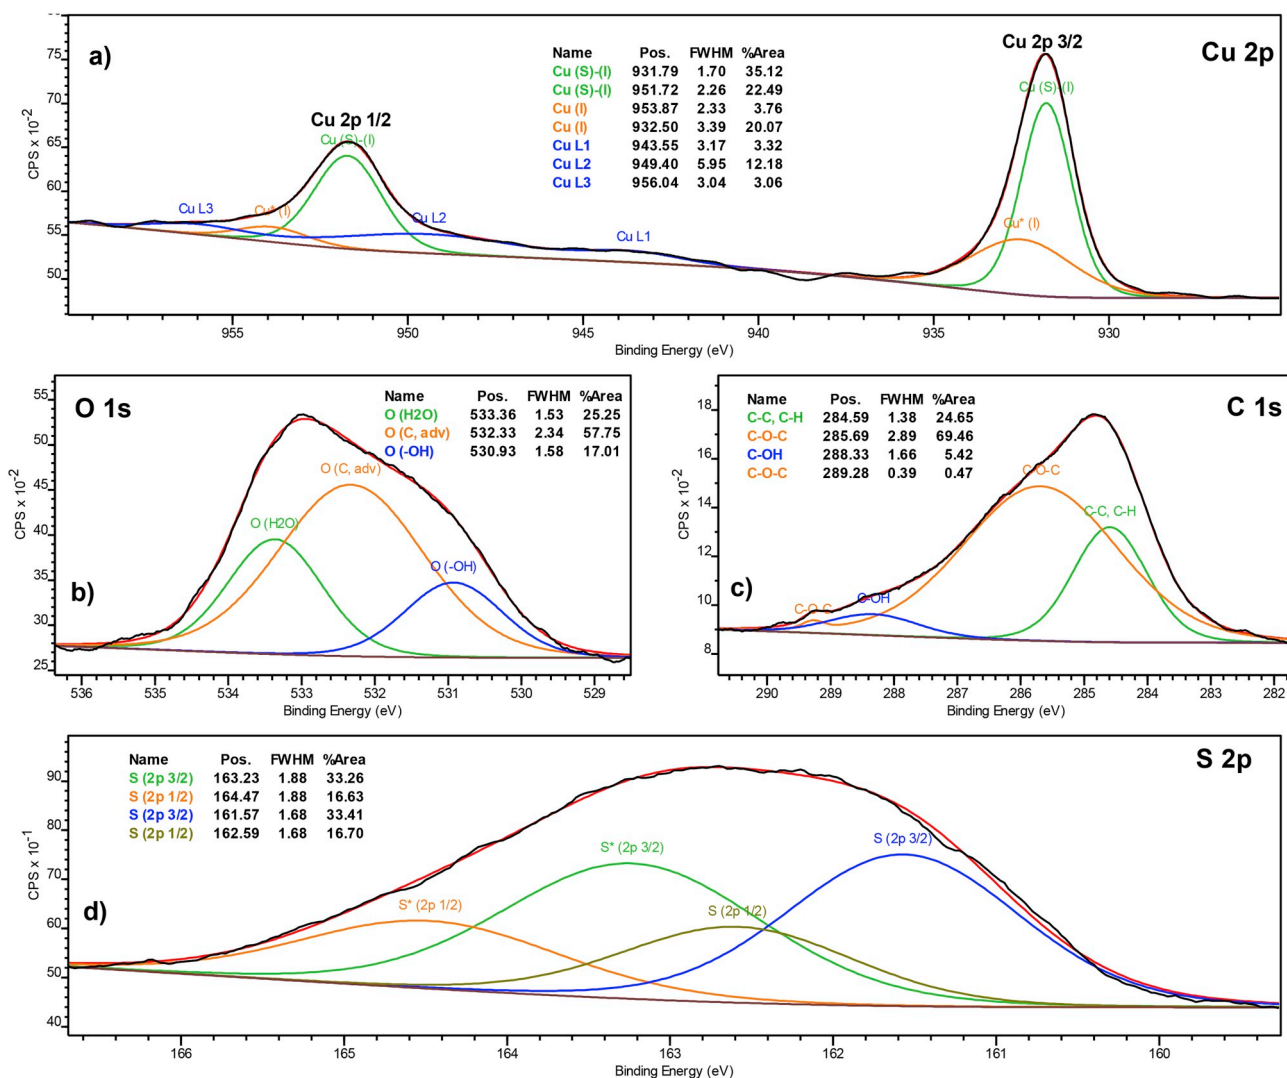 a)
Cu 2p 3/2
Cu 2p
Name Pos. FWHM %Area
Cu (S)-(I) 931.79 1.70 35.12
Cu (S)-(I) 951.72 2.26 22.49
Cu (I) 953.87 2.33 3.76
Cu (I) 932.50 3.39 20.07
Cu L1 943.55 3.17 3.32
Cu L2 949.40 5.95 12.18
Cu L3 956.04 3.04 3.06
Cu 2p 1/2
Cu (S)-(I)
Cu (S)-(I)
Cu L3
Cu* (I)
Cu L2
Cu L1
Cu* (I)
CPS x 10⁻²
75
70
65
60
55
50
955 950 945 940 935 930
Binding Energy (eV)
O 1s
Name Pos. FWHM %Area
O (H2O) 533.36 1.53 25.25
O (C, adv) 532.33 2.34 57.75
O (-OH) 530.93 1.58 17.01
O (C, adv)
O (H2O)
O (-OH)
b)
CPS x 10⁻²
55
50
45
40
35
30
25
536 535 534 533 532 531 530 529
Binding Energy (eV)
C 1s
Name Pos. FWHM %Area
C-C, C-H 284.59 1.38 24.65
C-O-C 285.69 2.89 69.46
C-OH 288.33 1.66 5.42
C-O-C 289.28 0.39 0.47
C-O-C
C-C, C-H
C-O-C
C-OH
c)
CPS x 10⁻²
18
16
14
12
10
8
290 289 288 287 286 285 284 283 282
Binding Energy (eV)
S 2p
Name Pos. FWHM %Area
S (2p 3/2) 163.23 1.88 33.26
S (2p 1/2) 164.47 1.88 16.63
S (2p 3/2) 161.57 1.68 33.41
S (2p 1/2) 162.59 1.68 16.70
S* (2p 3/2)
S (2p 3/2)
S* (2p 1/2)
S (2p 1/2)
d)
CPS x 10⁻¹
90
80
70
60
50
40
166 165 164 163 162 161 160
Binding Energy (eV)